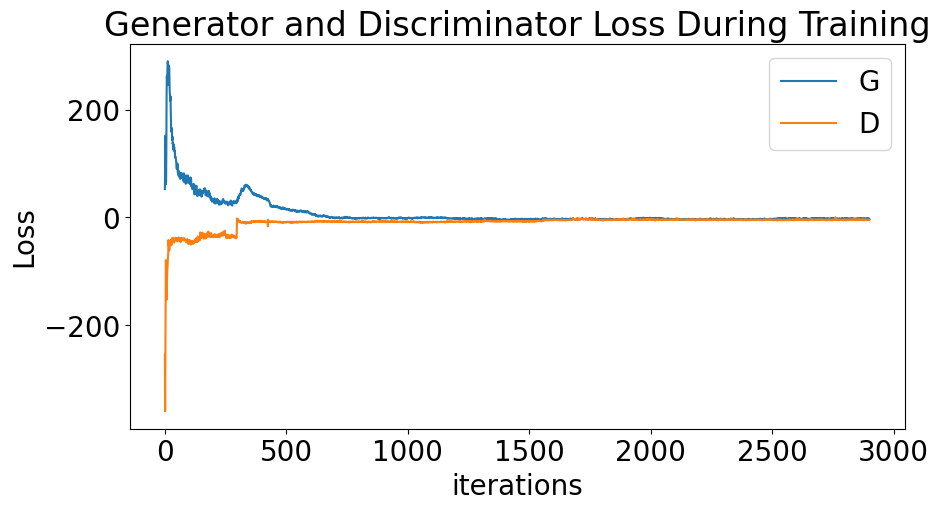 Generator and Discriminator Loss During Training
G
D
Loss
200
0
−200
0 500 1000 1500 2000 2500 3000
iterations